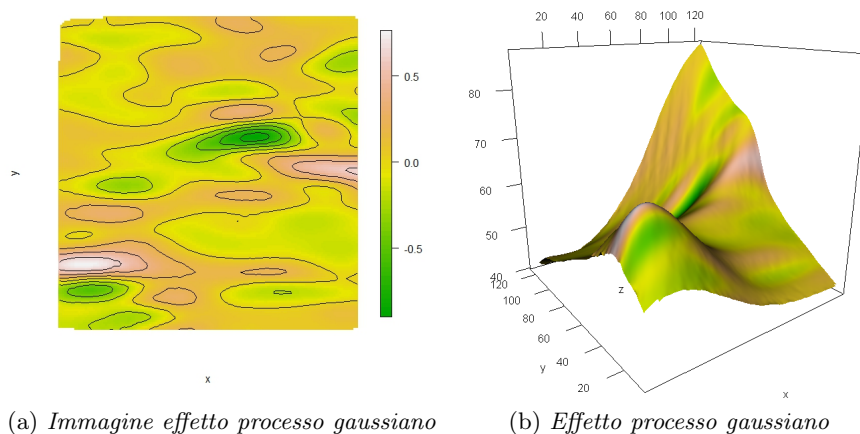 y
x
0.5
0.0
-0.5
20 40 60 80 100 120
80
70
60
50
40
z
120
100
80
60
40
20
y
x
(a) Immagine effetto processo gaussiano
(b) Effetto processo gaussiano